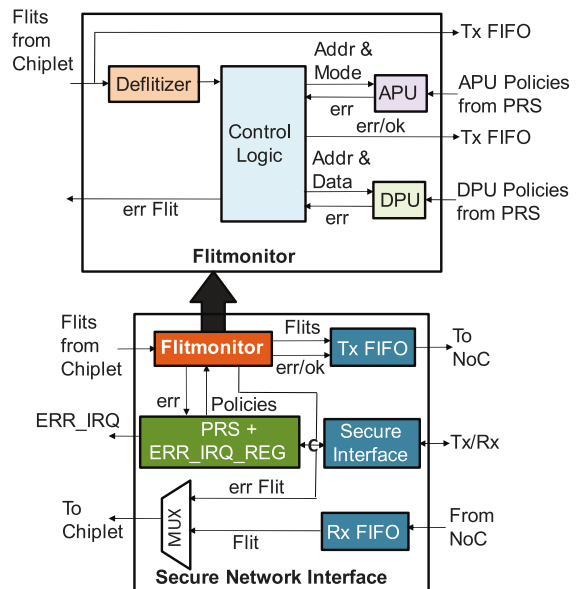 Flits
from
Chiplet
Tx FIFO
Deflitizer
Control
Logic
Addr &
Mode
APU
err
APU Policies
from PRS
err/ok
Tx FIFO
Addr &
Data
DPU
err
DPU Policies
from PRS
err Flit
Flitmonitor
Flits
from
Chiplet
Flitmonitor
Flits
err/ok
Tx FIFO
To
NoC
err
Policies
ERR_IRQ
PRS +
ERR_IRQ_REG
Secure
Interface
Tx/Rx
err Flit
To
Chiplet
MUX
Flit
Rx FIFO
From
NoC
Secure Network Interface